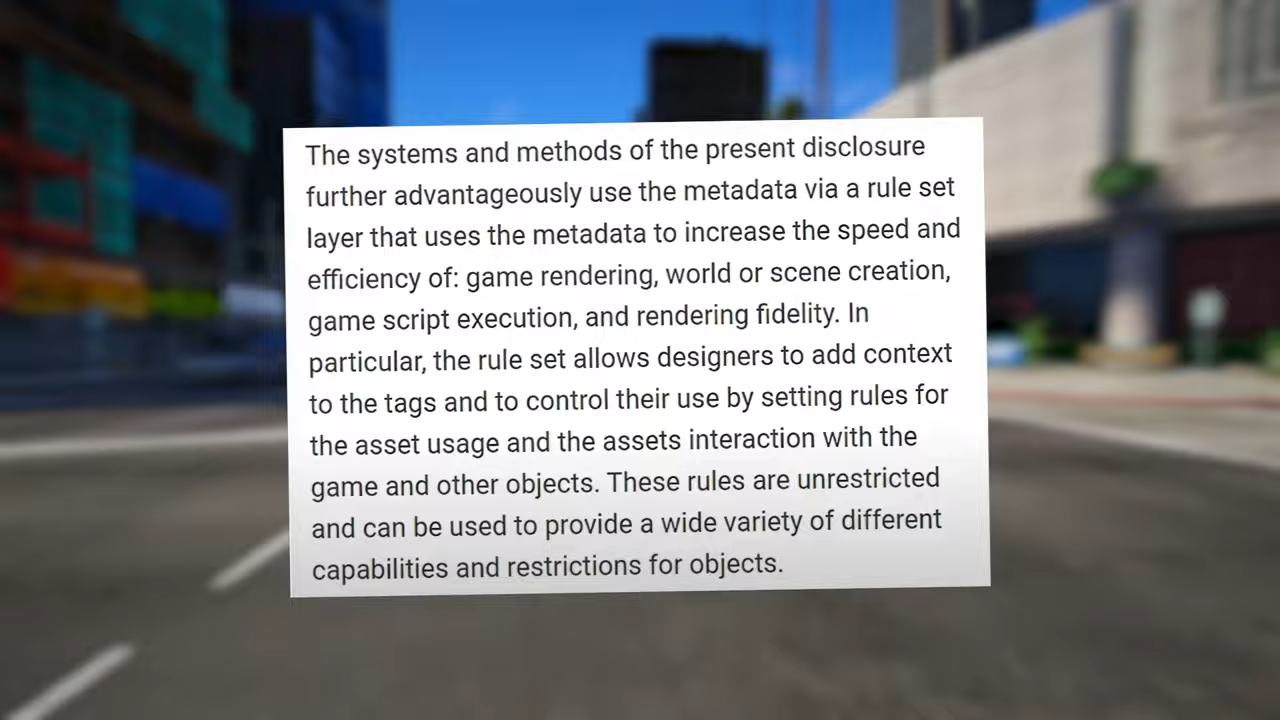 The systems and methods of the present disclosure
further advantageously use the metadata via a rule set
layer that uses the metadata to increase the speed and
efficiency of: game rendering, world or scene creation,
game script execution, and rendering fidelity. In
particular, the rule set allows designers to add context
to the tags and to control their use by setting rules for
the asset usage and the assets interaction with the
game and other objects. These rules are unrestricted
and can be used to provide a wide variety of different
capabilities and restrictions for objects.